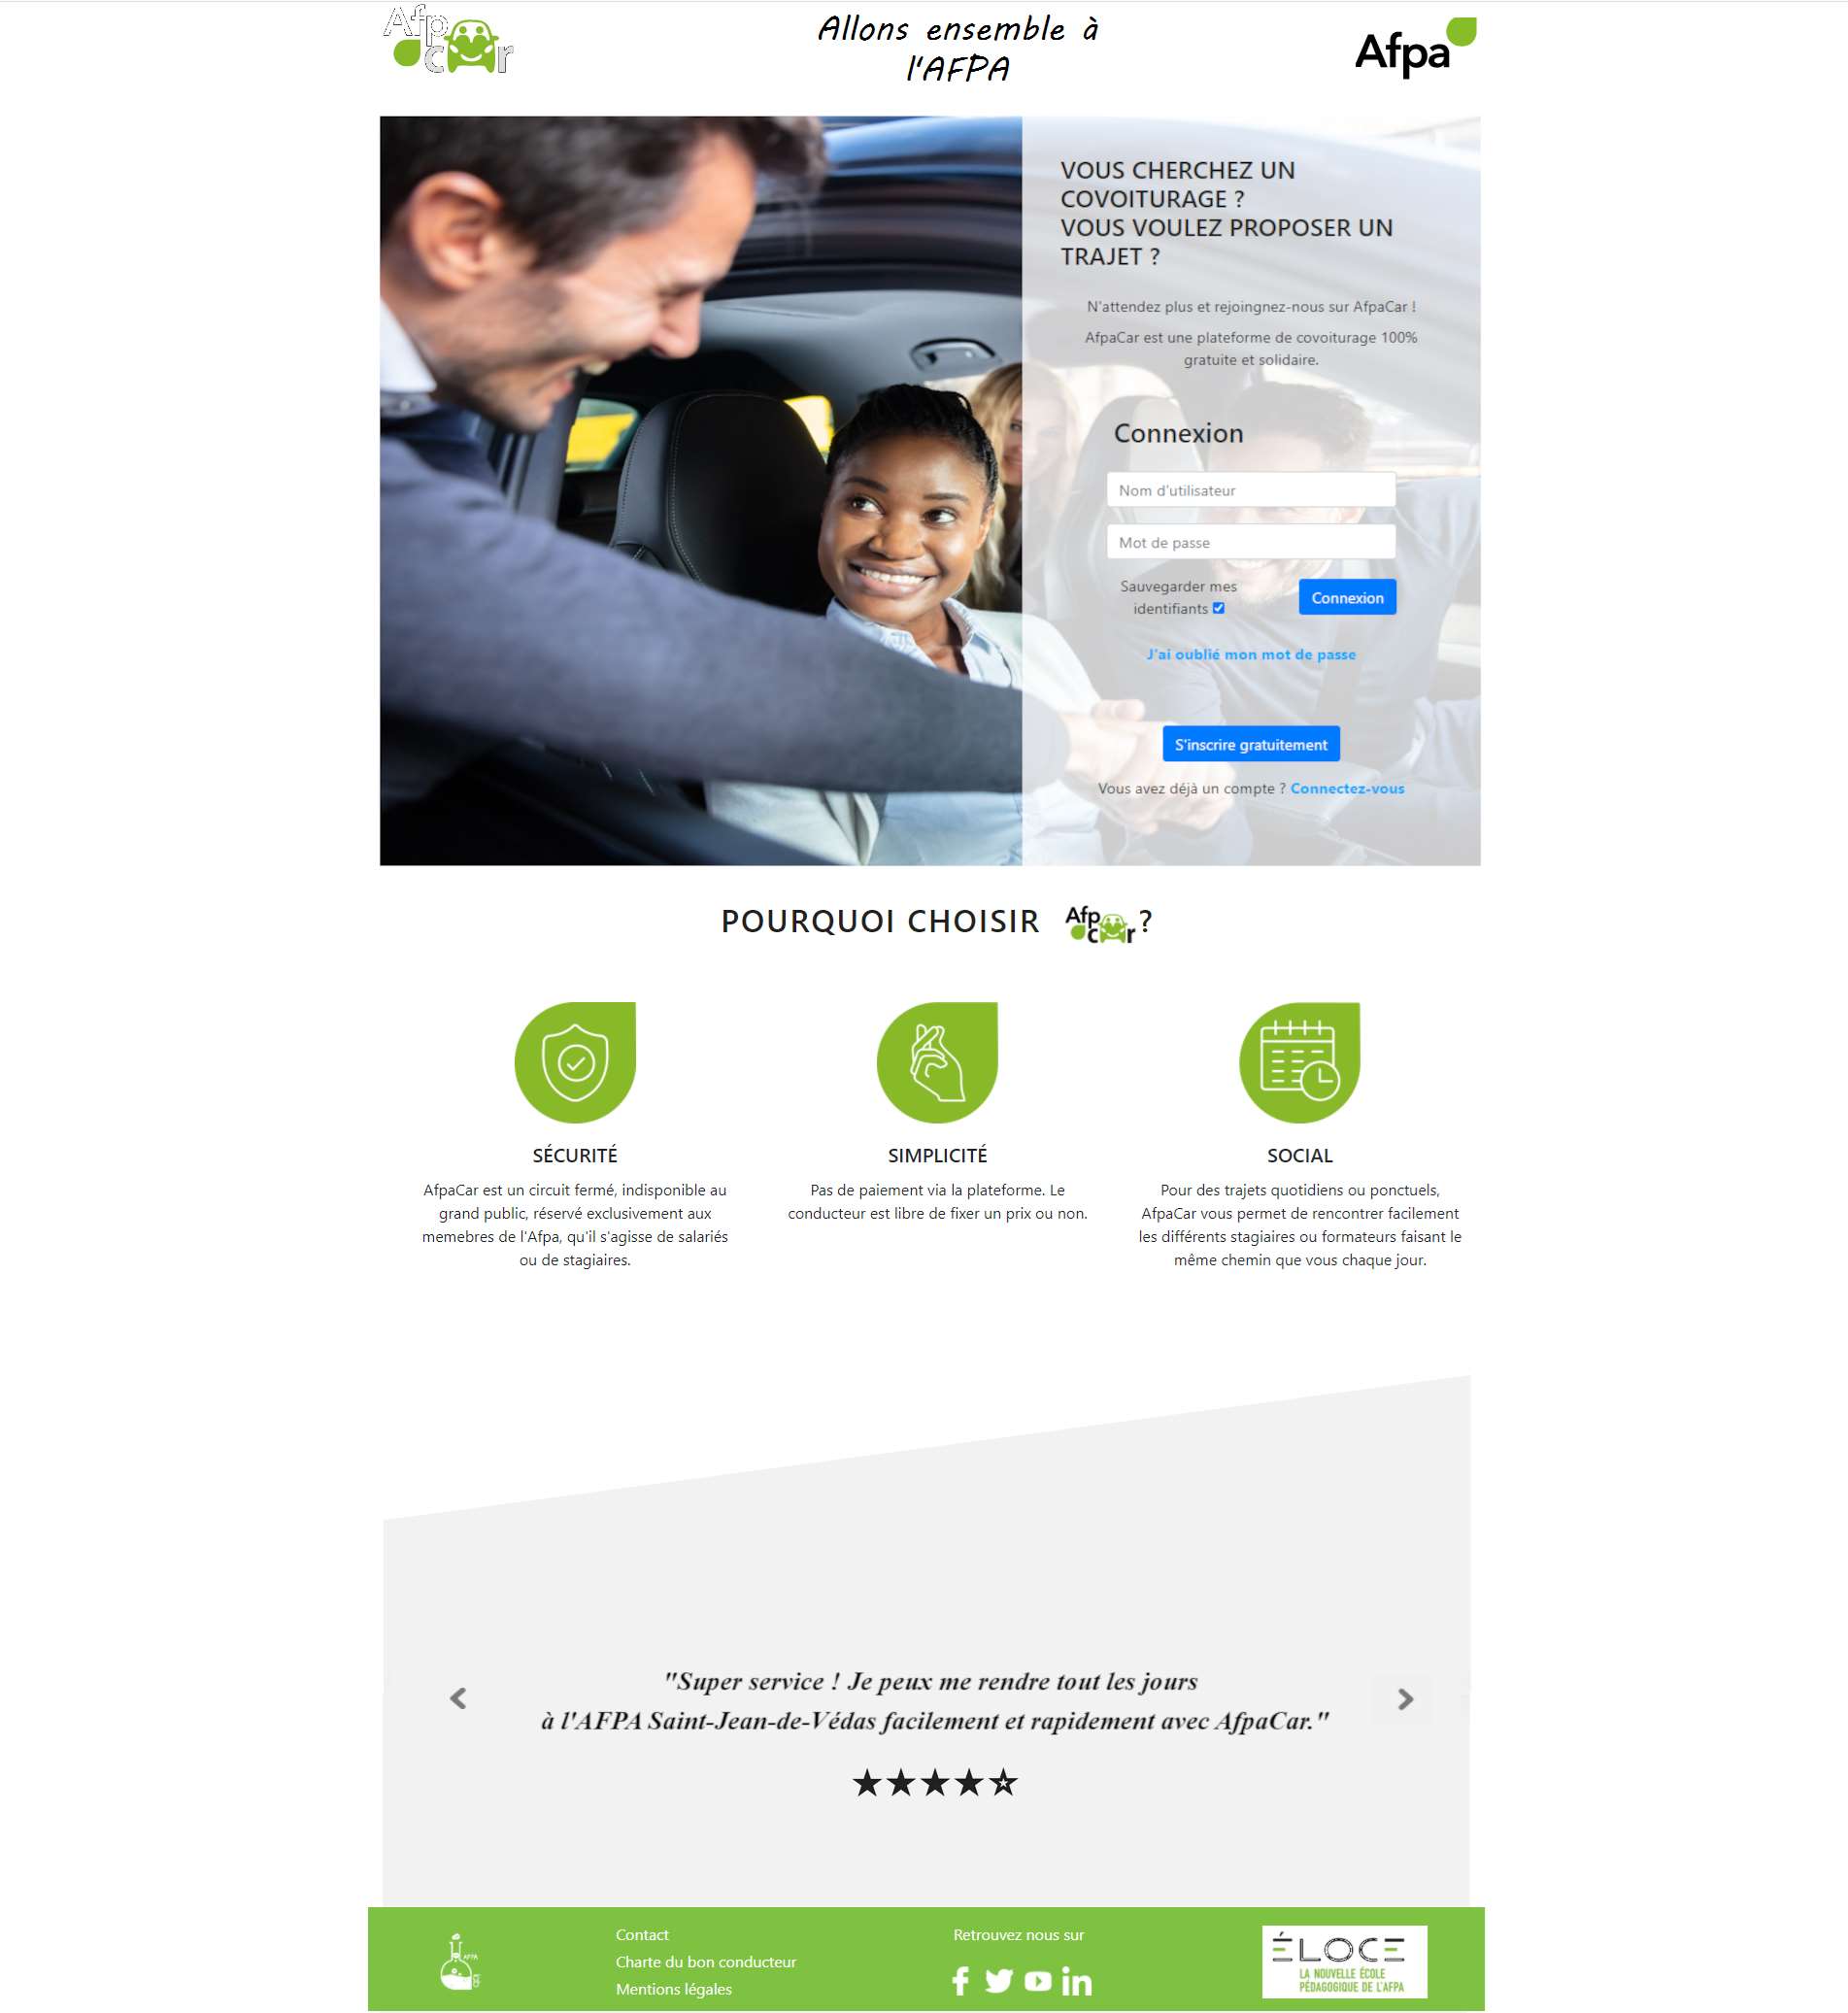 Afp
car
Allons ensemble à
l'AFPA
Afpa
VOUS CHERCHEZ UN
COVOITURAGE ?
VOUS VOULEZ PROPOSER UN
TRAJET ?
N'attendez plus et rejoingnez-nous sur AfpaCar !
AfpaCar est une plateforme de covoiturage 100%
gratuite et solidaire.
Connexion
Nom d'utilisateur
Mot de passe
Sauvegarder mes
identifiants
Connexion
J'ai oublié mon mot de passe
S'inscrire gratuitement
Vous avez déjà un compte ? Connectez-vous
POURQUOI CHOISIR Afp car ?
SÉCURITÉ
AfpaCar est un circuit fermé, indisponible au
grand public, réservé exclusivement aux
memebres de l'Afpa, qu'il s'agisse de salariés
ou de stagiaires.
SIMPLICITÉ
Pas de paiement via la plateforme. Le
conducteur est libre de fixer un prix ou non.
SOCIAL
Pour des trajets quotidiens ou ponctuels,
AfpaCar vous permet de rencontrer facilement
les différents stagiaires ou formateurs faisant le
même chemin que vous chaque jour.
"Super service ! Je peux me rendre tout les jours
à l'AFPA Saint-Jean-de-Védas facilement et rapidement avec AfpaCar."
AFPA
Contact
Charte du bon conducteur
Mentions légales
Retrouvez nous sur
ÉLOCE
LA NOUVELLE ÉCOLE
PÉDAGOGIQUE DE L'AFPA